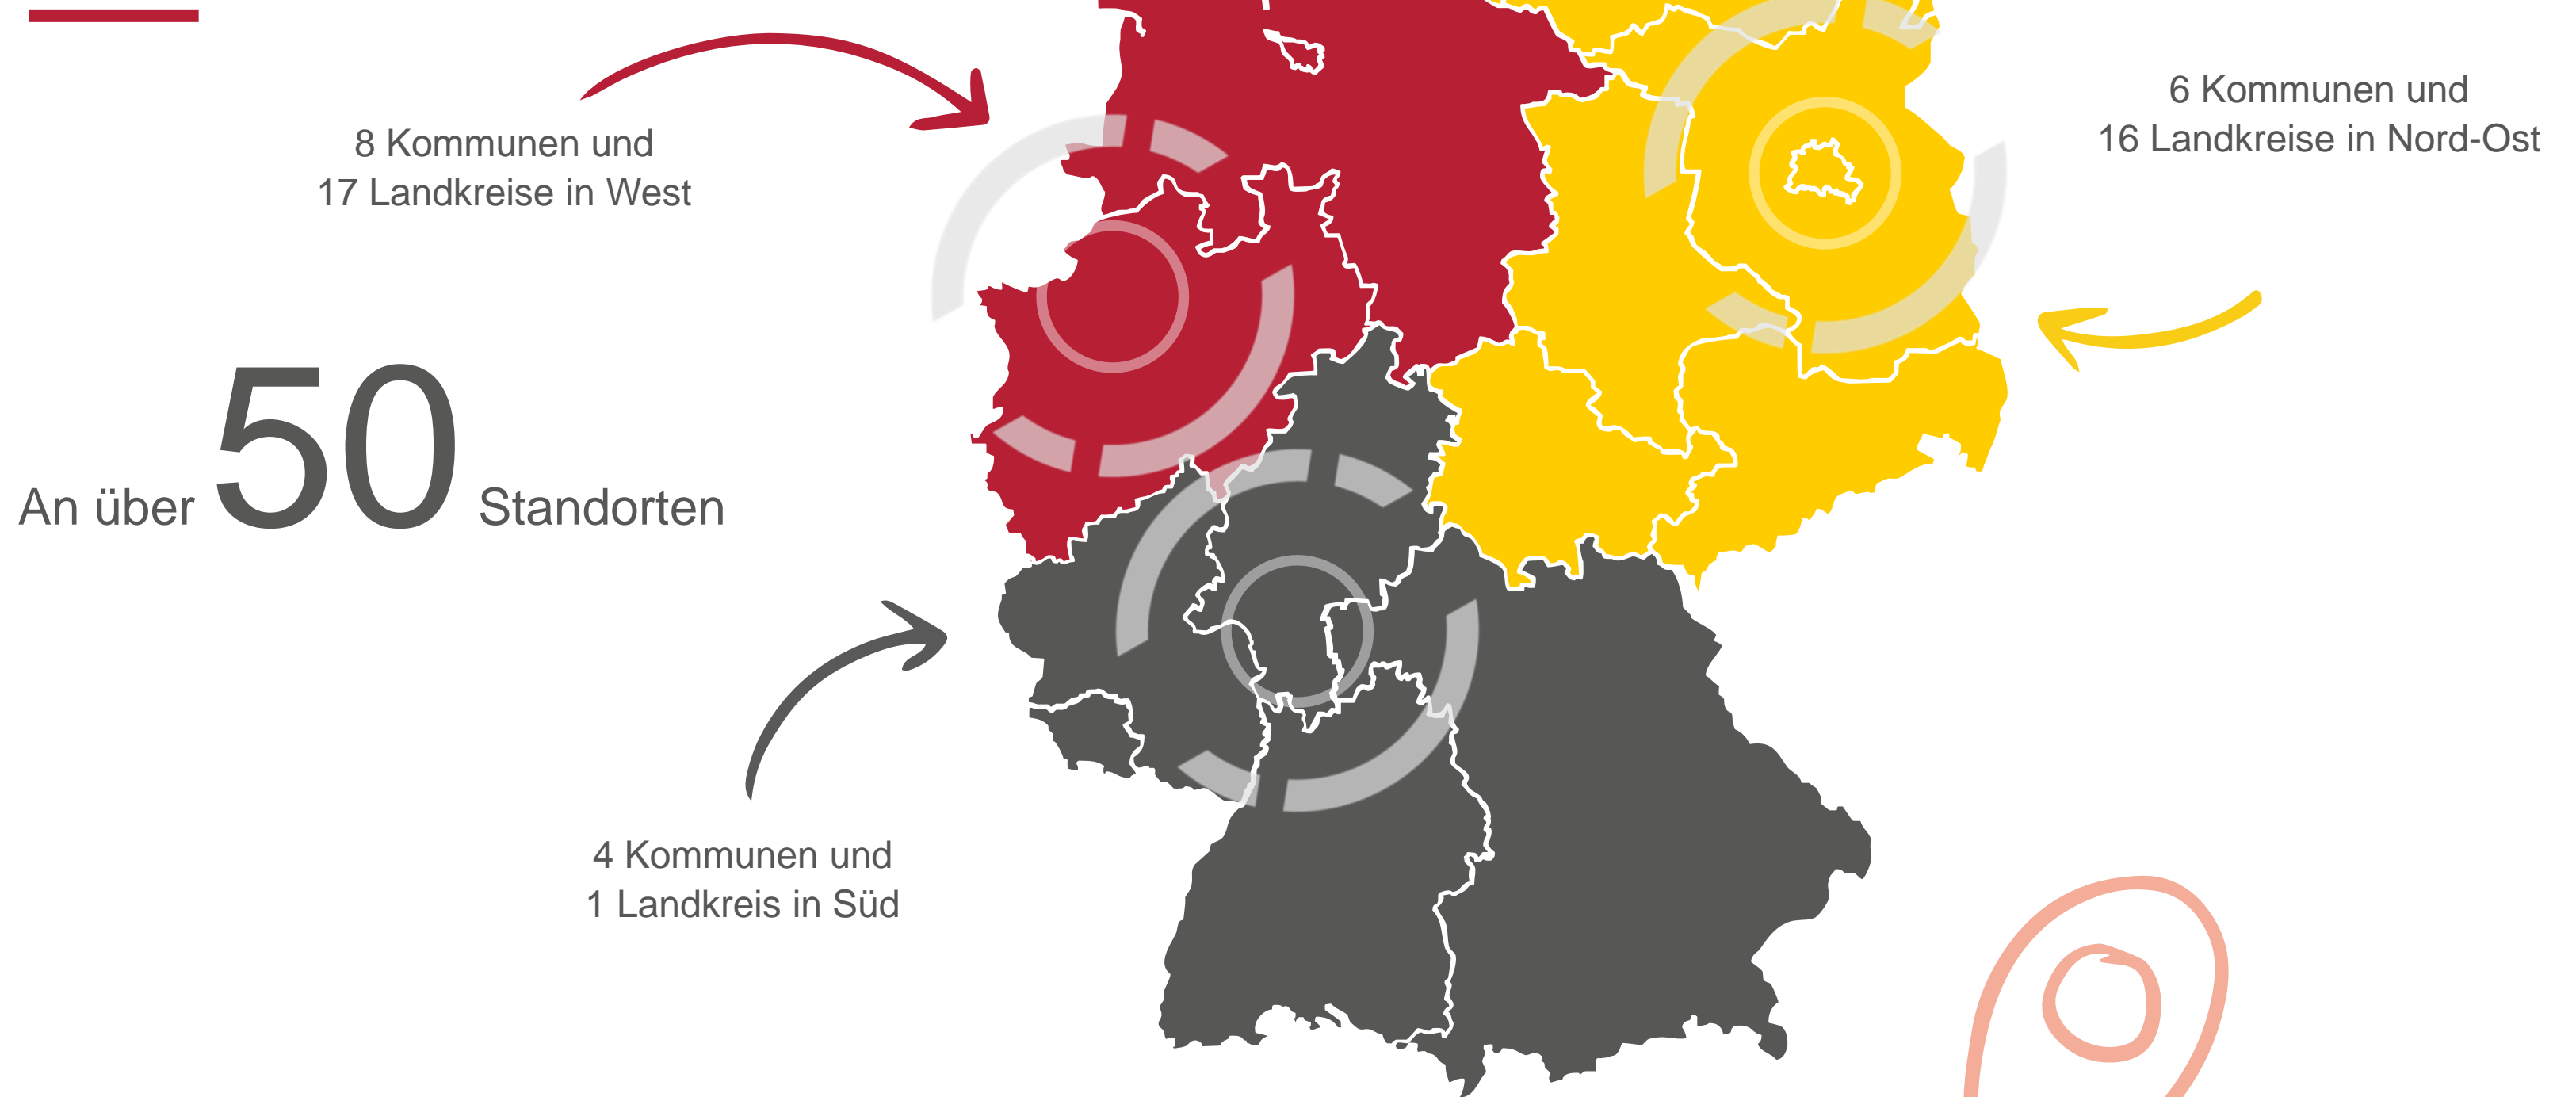 8 Kommunen und
17 Landkreise in West
6 Kommunen und
16 Landkreise in Nord-Ost
An über 50 Standorten
4 Kommunen und
1 Landkreis in Süd